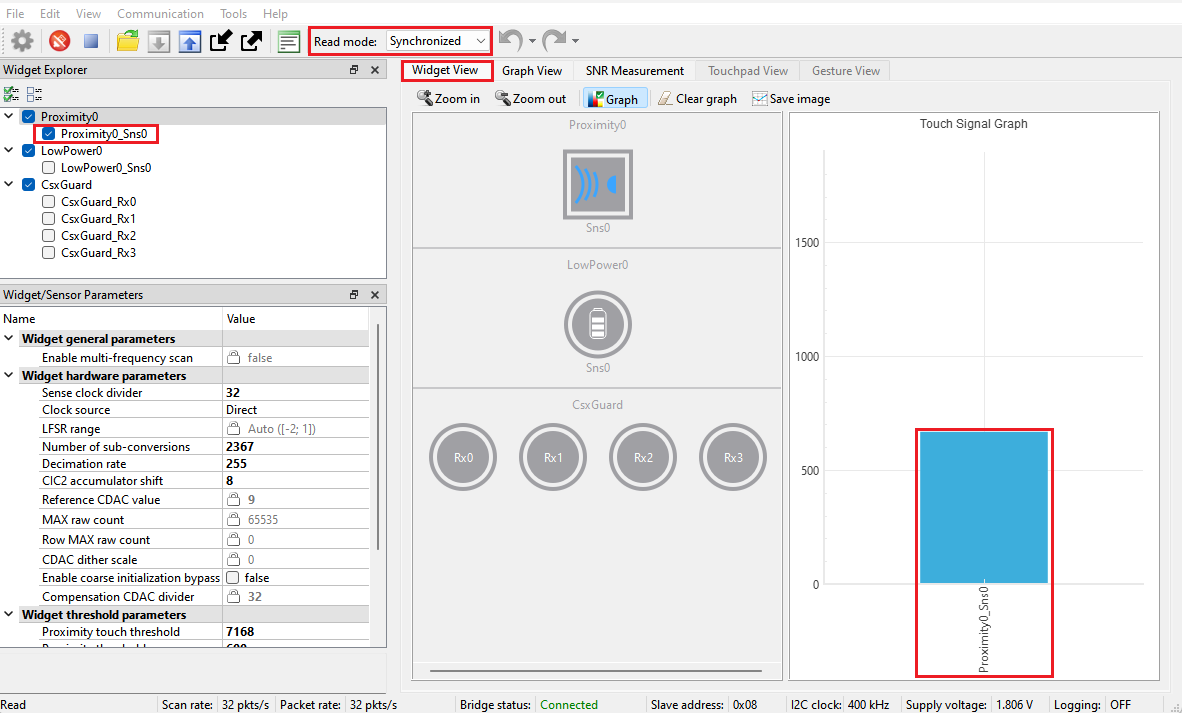 File Edit View Communication Tools Help
Read mode: Synchronized
Widget Explorer
Proximity0
Proximity0_Sns0
LowPower0
LowPower0_Sns0
CsxGuard
CsxGuard_Rx0
CsxGuard_Rx1
CsxGuard_Rx2
CsxGuard_Rx3
Widget/Sensor Parameters
Name Value
Widget general parameters
Enable multi-frequency scan false
Widget hardware parameters
Sense clock divider 32
Clock source Direct
LFSR range Auto ([-2; 1])
Number of sub-conversions 2367
Decimation rate 255
CIC2 accumulator shift 8
Reference CDAC value 9
MAX raw count 65535
Row MAX raw count 0
CDAC dither scale 0
Enable coarse initialization bypass false
Compensation CDAC divider 32
Widget threshold parameters
Proximity touch threshold 7168
Widget View Graph View SNR Measurement Touchpad View Gesture View
Zoom in Zoom out Graph Clear graph Save image
Proximity0
Sns0
LowPower0
Sns0
CsxGuard
Rx0 Rx1 Rx2 Rx3
Touch Signal Graph
1500
1000
500
0
Proximity0_Sns0
Read Scan rate: 32 pkts/s Packet rate: 32 pkts/s Bridge status: Connected Slave address: 0x08 I2C clock: 400 kHz Supply voltage: 1.806 V Logging: OFF